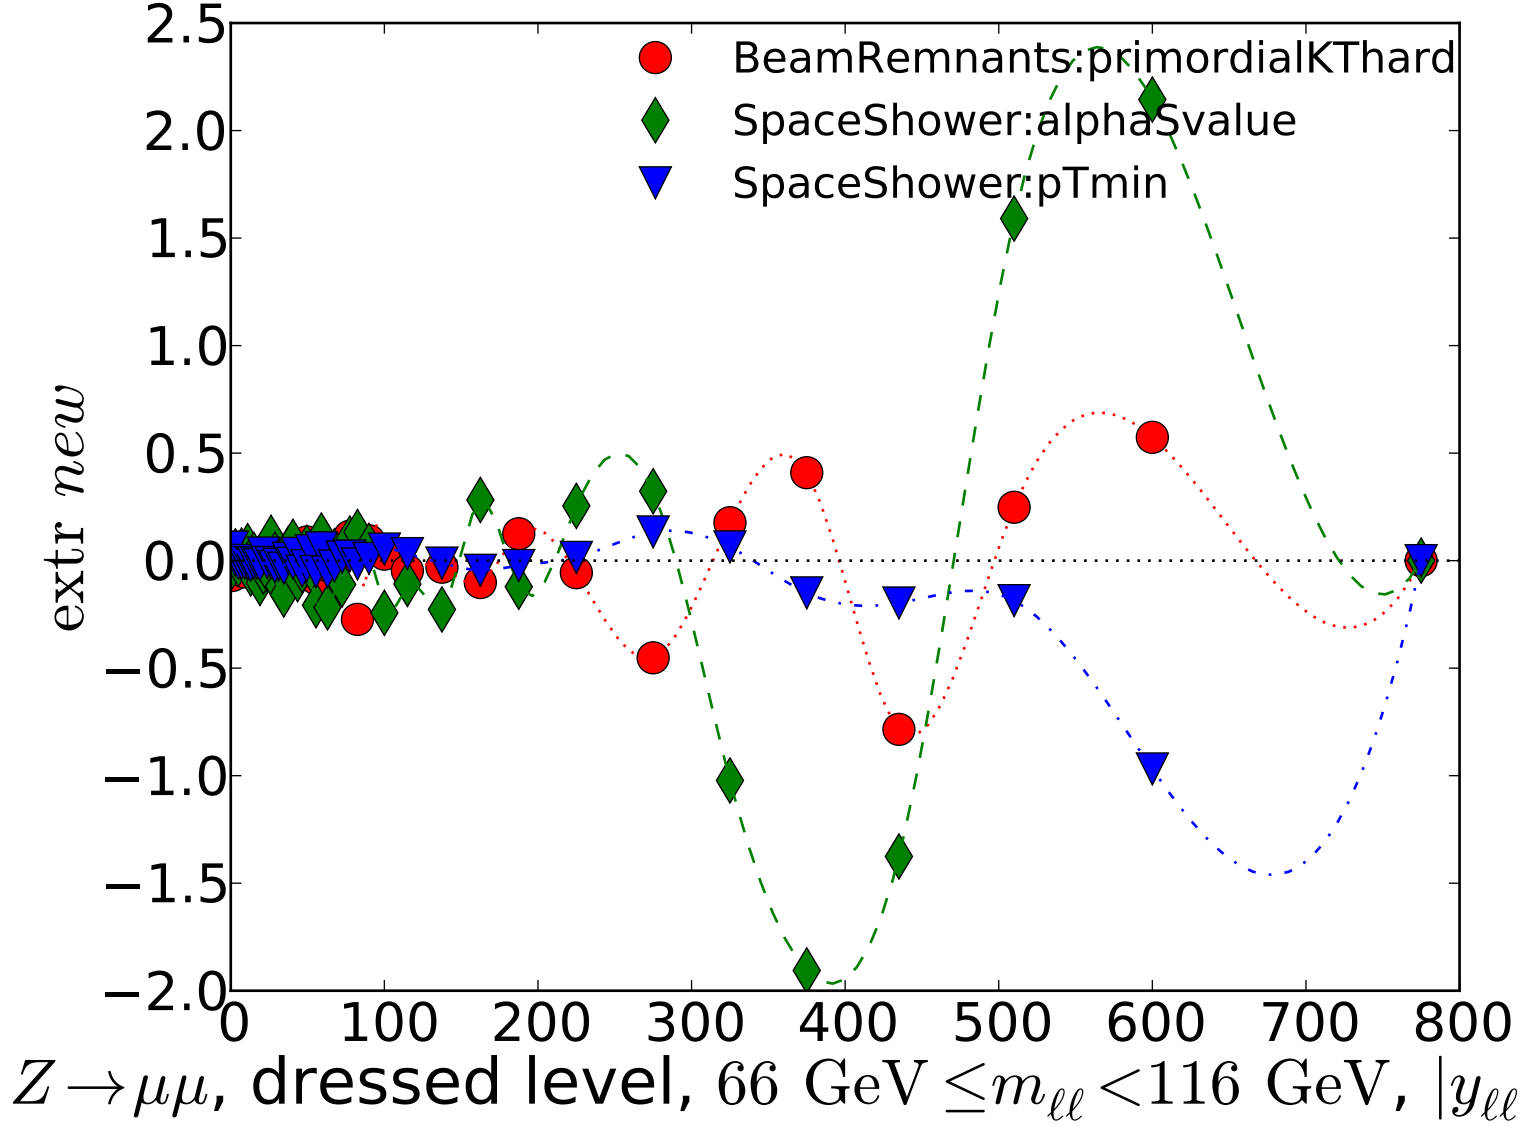 2.5
2.0
1.5
1.0
0.5
0.0
−0.5
−1.0
−1.5
−2.0
extr new
BeamRemnants:primordialKThard
SpaceShower:alphaSvalue
SpaceShower:pTmin
0 100 200 300 400 500 600 700 800
Z→μμ, dressed level, 66 GeV ≤m_ℓℓ<116 GeV, |y_ℓℓ